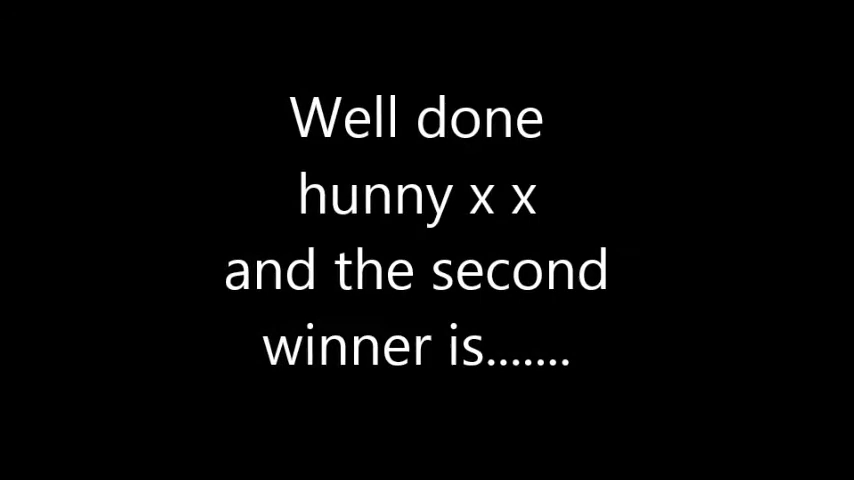 Well done
hunny x x
and the second
winner is.......